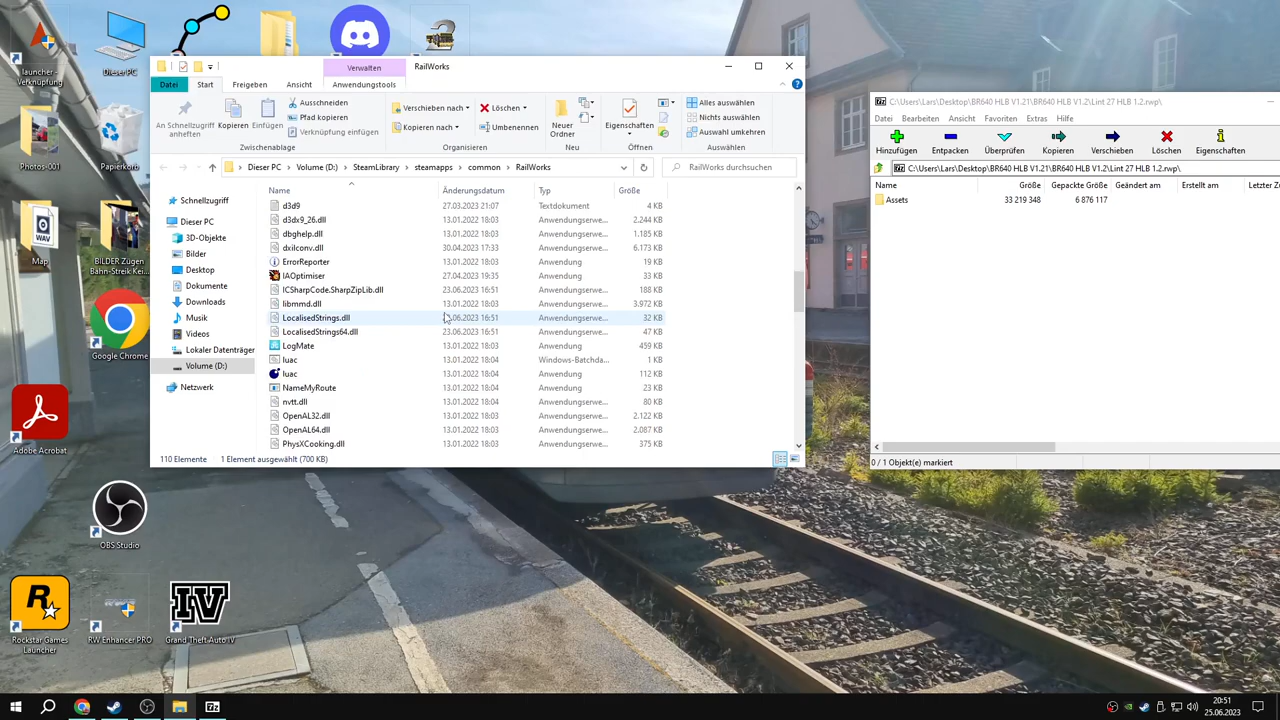 launcher - Verknüpfung
Dieser PC
Photos-001
Papierkorb
WAV
Map
BILDER Zügen Bahn-Streik Kei...
Google Chrome
Adobe Acrobat
OBS Studio
Rockstar Games Launcher
RW Enhancer PRO
Grand Theft Auto IV
Verwalten
RailWorks
Datei
Start
Freigeben
Ansicht
Anwendungstools
An Schnellzugriff anheften
Kopieren
Einfügen
Ausschneiden
Pfad kopieren
Verknüpfung einfügen
Zwischenablage
Verschieben nach
Kopieren nach
Löschen
Umbenennen
Organisieren
Neuer Ordner
Neu
Eigenschaften
Öffnen
Alles auswählen
Nichts auswählen
Auswahl umkehren
Auswählen
Dieser PC › Volume (D:) › SteamLibrary › steamapps › common › RailWorks
RailWorks durchsuchen
Schnellzugriff
Dieser PC
3D-Objekte
Bilder
Desktop
Dokumente
Downloads
Musik
Videos
Lokaler Datenträger
Volume (D:)
Netzwerk
Name Änderungsdatum Typ Größe
d3d9 27.03.2023 21:07 Textdokument 4 KB
d3dx9_26.dll 13.01.2022 18:03 Anwendungserwe... 2.244 KB
dbghelp.dll 13.01.2022 18:03 Anwendungserwe... 1.185 KB
dxilconv.dll 30.04.2023 17:33 Anwendungserwe... 6.173 KB
ErrorReporter 13.01.2022 18:03 Anwendung 19 KB
IAOptimiser 27.04.2023 19:35 Anwendung 33 KB
ICSharpCode.SharpZipLib.dll 23.06.2023 16:51 Anwendungserwe... 188 KB
libmmd.dll 13.01.2022 18:03 Anwendungserwe... 3.972 KB
LocalisedStrings.dll .06.2023 16:51 Anwendungserwe... 32 KB
LocalisedStrings64.dll 23.06.2023 16:51 Anwendungserwe... 47 KB
LogMate 13.01.2022 18:03 Anwendung 459 KB
luac 13.01.2022 18:04 Windows-Batchda... 1 KB
luac 13.01.2022 18:04 Anwendung 112 KB
NameMyRoute 13.01.2022 18:04 Anwendung 23 KB
nvtt.dll 13.01.2022 18:04 Anwendungserwe... 80 KB
OpenAL32.dll 13.01.2022 18:03 Anwendungserwe... 2.122 KB
OpenAL64.dll 13.01.2022 18:03 Anwendungserwe... 2.087 KB
PhysXCooking.dll 13.01.2022 18:03 Anwendungserwe... 375 KB
110 Elemente 1 Element ausgewählt (700 KB)
7z C:\Users\Lars\Desktop\BR640 HLB V1.21\BR640 HLB V1.2\Lint 27 HLB 1.2.rwp\
Datei Bearbeiten Ansicht Favoriten Extras Hilfe
Hinzufügen Entpacken Überprüfen Kopieren Verschieben Löschen Eigenschaften
C:\Users\Lars\Desktop\BR640 HLB V1.21\BR640 HLB V1.2\Lint 27 HLB 1.2.rwp\
Name Größe Gepackte Größe Geändert am Erstellt am Letzter Z
Assets 33 219 348 6 876 117
0 / 1 Objekt(e) markiert
20:51
25.06.2023